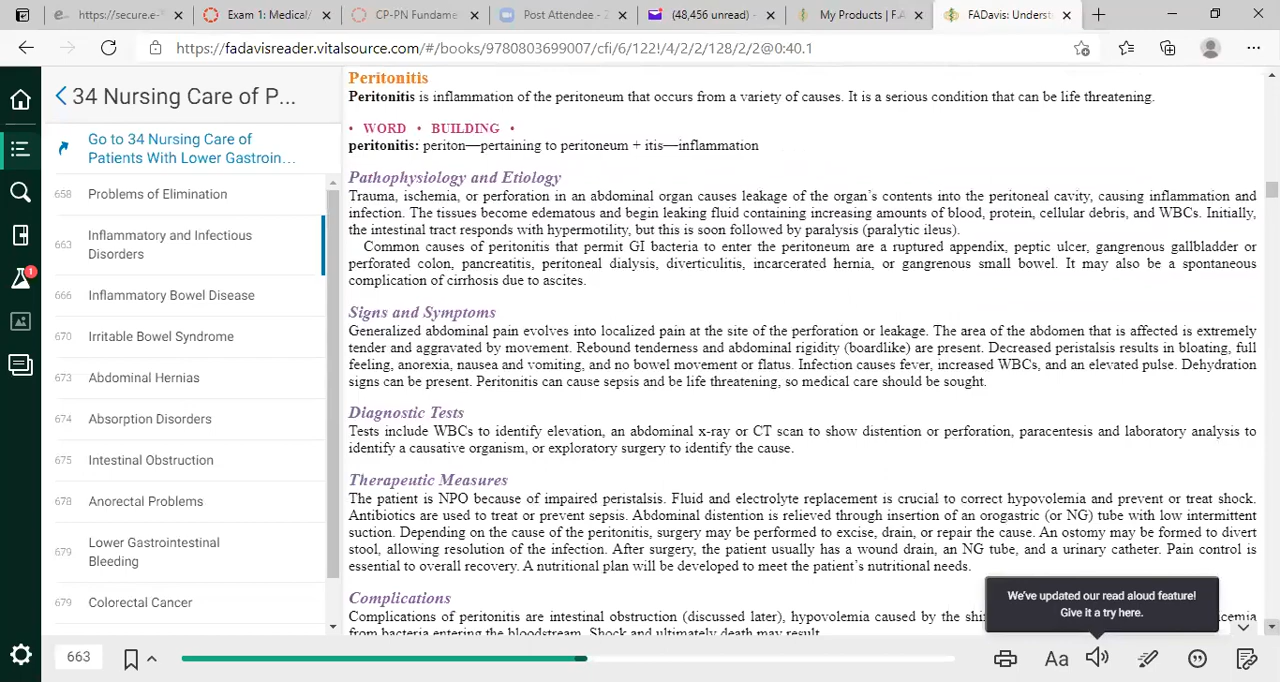 https://secure.e-
Exam 1: Medical/
CP-PN Fundame
Post Attendee - Z
(48,456 unread) -
My Products | F.A
FADavis: Underst
https://fadavisreader.vitalsource.com/#/books/9780803699007/cfi/6/122!/4/2/2/128/2/2@0:40.1
34 Nursing Care of P...
Go to 34 Nursing Care of
Patients With Lower Gastroin...
658 Problems of Elimination
663 Inflammatory and Infectious
Disorders
666 Inflammatory Bowel Disease
670 Irritable Bowel Syndrome
673 Abdominal Hernias
674 Absorption Disorders
675 Intestinal Obstruction
678 Anorectal Problems
679 Lower Gastrointestinal
Bleeding
679 Colorectal Cancer
1
Peritonitis
Peritonitis is inflammation of the peritoneum that occurs from a variety of causes. It is a serious condition that can be life threatening.
• WORD • BUILDING •
peritonitis: periton—pertaining to peritoneum + itis—inflammation
Pathophysiology and Etiology
Trauma, ischemia, or perforation in an abdominal organ causes leakage of the organ's contents into the peritoneal cavity, causing inflammation and
infection. The tissues become edematous and begin leaking fluid containing increasing amounts of blood, protein, cellular debris, and WBCs. Initially,
the intestinal tract responds with hypermotility, but this is soon followed by paralysis (paralytic ileus).
Common causes of peritonitis that permit GI bacteria to enter the peritoneum are a ruptured appendix, peptic ulcer, gangrenous gallbladder or
perforated colon, pancreatitis, peritoneal dialysis, diverticulitis, incarcerated hernia, or gangrenous small bowel. It may also be a spontaneous
complication of cirrhosis due to ascites.
Signs and Symptoms
Generalized abdominal pain evolves into localized pain at the site of the perforation or leakage. The area of the abdomen that is affected is extremely
tender and aggravated by movement. Rebound tenderness and abdominal rigidity (boardlike) are present. Decreased peristalsis results in bloating, full
feeling, anorexia, nausea and vomiting, and no bowel movement or flatus. Infection causes fever, increased WBCs, and an elevated pulse. Dehydration
signs can be present. Peritonitis can cause sepsis and be life threatening, so medical care should be sought.
Diagnostic Tests
Tests include WBCs to identify elevation, an abdominal x-ray or CT scan to show distention or perforation, paracentesis and laboratory analysis to
identify a causative organism, or exploratory surgery to identify the cause.
Therapeutic Measures
The patient is NPO because of impaired peristalsis. Fluid and electrolyte replacement is crucial to correct hypovolemia and prevent or treat shock.
Antibiotics are used to treat or prevent sepsis. Abdominal distention is relieved through insertion of an orogastric (or NG) tube with low intermittent
suction. Depending on the cause of the peritonitis, surgery may be performed to excise, drain, or repair the cause. An ostomy may be formed to divert
stool, allowing resolution of the infection. After surgery, the patient usually has a wound drain, an NG tube, and a urinary catheter. Pain control is
essential to overall recovery. A nutritional plan will be developed to meet the patient's nutritional needs.
Complications
Complications of peritonitis are intestinal obstruction (discussed later), hypovolemia caused by the
from bacteria entering the bloodstream. Shock and ultimately death may result.
We've updated our read aloud feature!
Give it a try here.
663
Aa